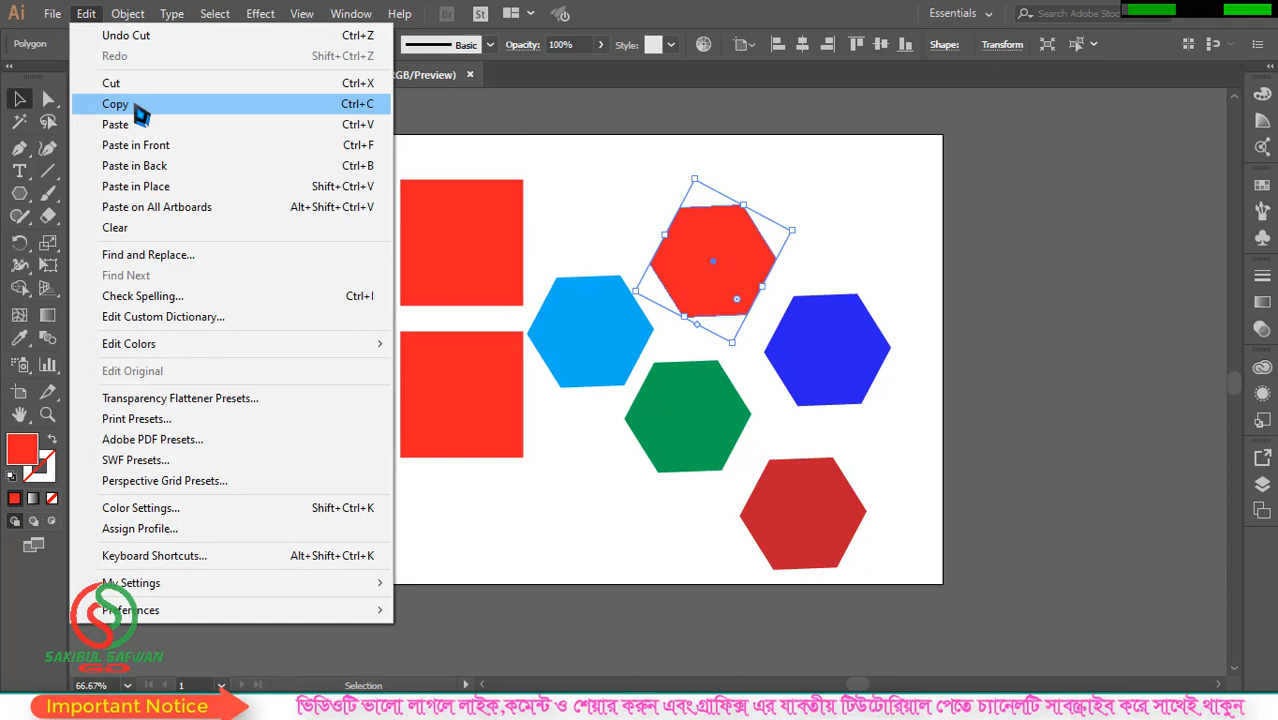 Ai File Edit Object Type Select Effect View Window Help Br St Essentials Search Adobe Stock
Polygon Basic Opacity: 100% Style: Shape: Transform
RGB/Preview) ×
Undo Cut Ctrl+Z
Redo Shift+Ctrl+Z
Cut Ctrl+X
Copy Ctrl+C
Paste Ctrl+V
Paste in Front Ctrl+F
Paste in Back Ctrl+B
Paste in Place Shift+Ctrl+V
Paste on All Artboards Alt+Shift+Ctrl+V
Clear
Find and Replace...
Find Next
Check Spelling... Ctrl+I
Edit Custom Dictionary...
Edit Colors
Edit Original
Transparency Flattener Presets...
Print Presets...
Adobe PDF Presets...
SWF Presets...
Perspective Grid Presets...
Color Settings... Shift+Ctrl+K
Assign Profile...
Keyboard Shortcuts... Alt+Shift+Ctrl+K
My Settings
Preferences
SAKIBUL SAFWAN
GO
66.67% 1 Selection
Important Notice ভিডিওটি ভালো লাগলে লাইক,কমেন্ট ও শেয়ার করুন এবং গ্রাফিক্স এর যাবতীয় টিউটোরিয়াল পেতে চ্যানেলটি সাবস্ক্রাইব করে সাথেই থাকুন